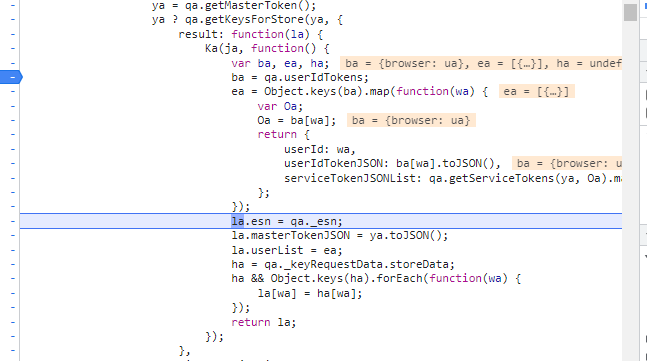 ya = qa.getMasterToken();
ya ? qa.getKeysForStore(ya, {
result: function(la) {
Ka(ja, function() {
var ba, ea, ha; ba = {browser: ua}, ea = [{…}], ha = undef
ba = qa.userIdTokens;
ea = Object.keys(ba).map(function(wa) { ea = [{…}]
var Oa;
Oa = ba[wa]; ba = {browser: ua}
return {
userId: wa,
userIdTokenJSON: ba[wa].toJSON(), ba = {browser: u
serviceTokenJSONList: qa.getServiceTokens(ya, Oa).ma
};
});
la.esn = qa._esn;
la.masterTokenJSON = ya.toJSON();
la.userList = ea;
ha = qa._keyRequestData.storeData;
ha && Object.keys(ha).forEach(function(wa) {
la[wa] = ha[wa];
});
return la;
});
},